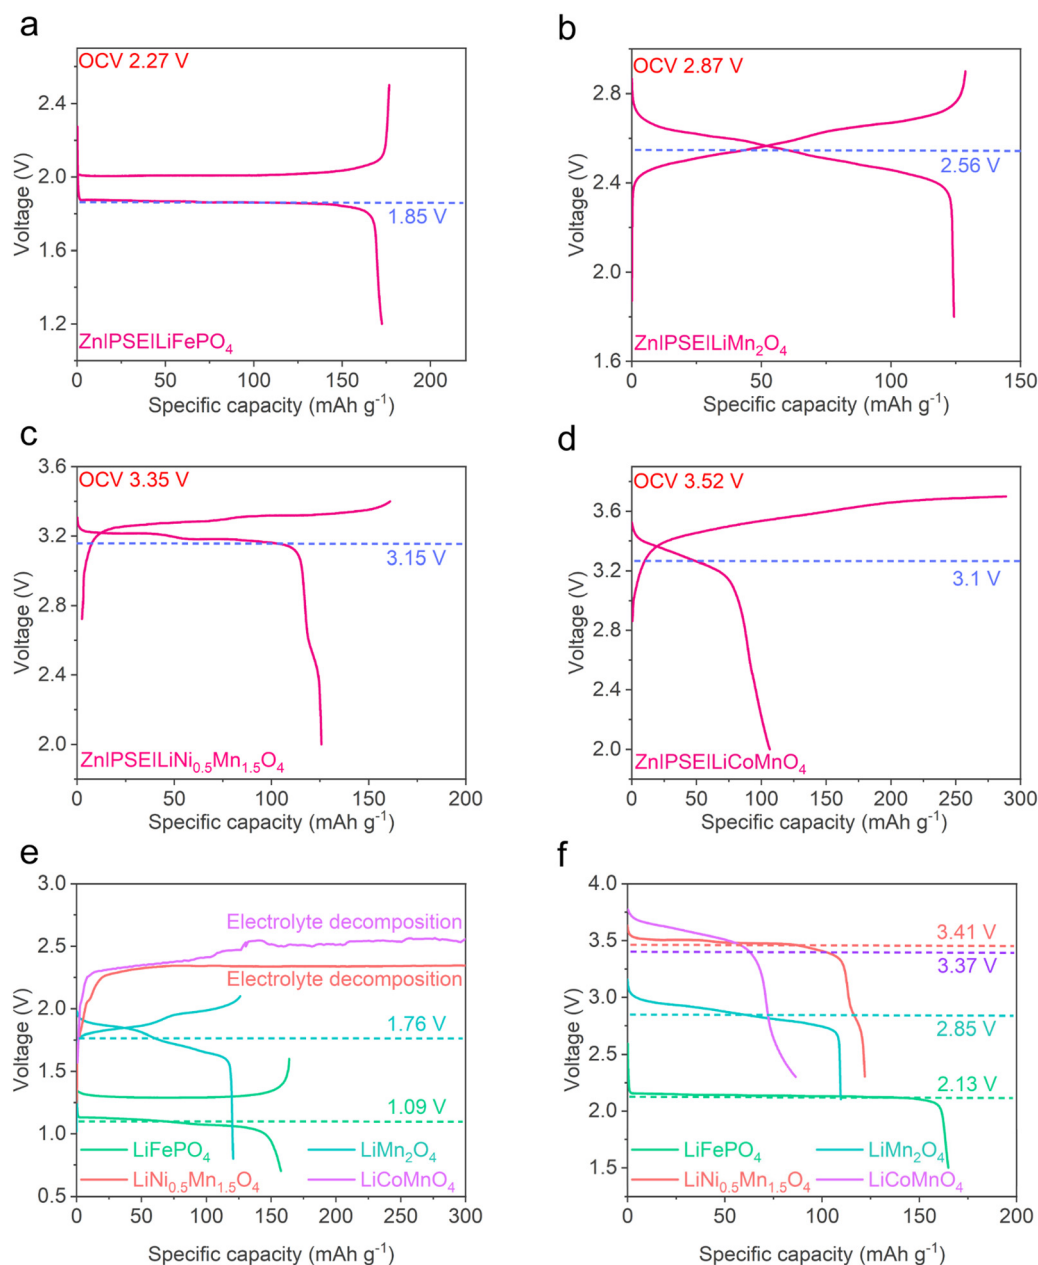 a
OCV 2.27 V
2.4
2.0
1.6
1.2
Voltage (V)
1.85 V
Zn|PSE|LiFePO₄
0 50 100 150 200
Specific capacity (mAh g⁻¹)
b
OCV 2.87 V
2.8
2.4
2.0
1.6
Voltage (V)
2.56 V
Zn|PSE|LiMn₂O₄
0 50 100 150
Specific capacity (mAh g⁻¹)
c
OCV 3.35 V
3.6
3.2
2.8
2.4
2.0
Voltage (V)
3.15 V
Zn|PSE|LiNi₀.₅Mn₁.₅O₄
0 50 100 150 200
Specific capacity (mAh g⁻¹)
d
OCV 3.52 V
3.6
3.2
2.8
2.4
2.0
Voltage (V)
3.1 V
Zn|PSE|LiCoMnO₄
0 50 100 150 200 250 300
Specific capacity (mAh g⁻¹)
e
3.0
2.5
2.0
1.5
1.0
0.5
Voltage (V)
Electrolyte decomposition
Electrolyte decomposition
1.76 V
1.09 V
LiFePO₄ LiMn₂O₄
LiNi₀.₅Mn₁.₅O₄ LiCoMnO₄
0 50 100 150 200 250 300
Specific capacity (mAh g⁻¹)
f
4.0
3.5
3.0
2.5
2.0
1.5
Voltage (V)
3.41 V
3.37 V
2.85 V
2.13 V
LiFePO₄ LiMn₂O₄
LiNi₀.₅Mn₁.₅O₄ LiCoMnO₄
0 50 100 150 200
Specific capacity (mAh g⁻¹)